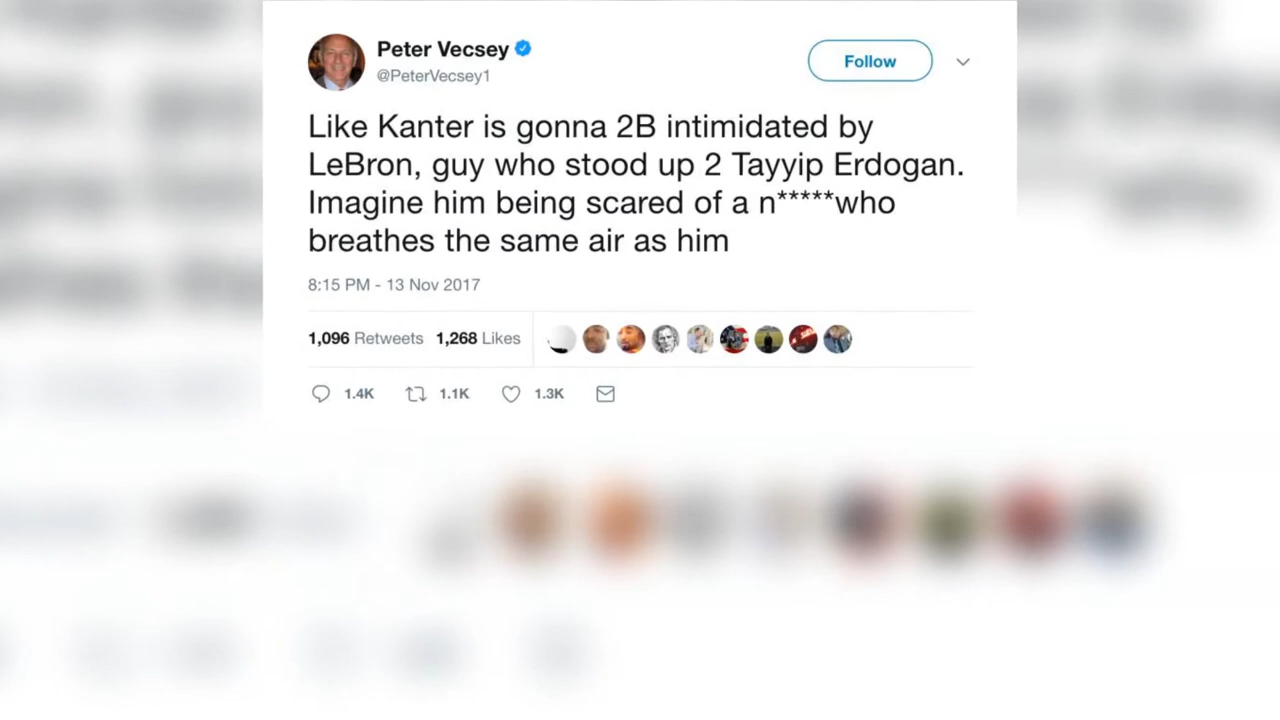 Peter Vecsey
@PeterVecsey1
Follow
Like Kanter is gonna 2B intimidated by
LeBron, guy who stood up 2 Tayyip Erdogan.
Imagine him being scared of a n*****who
breathes the same air as him
8:15 PM - 13 Nov 2017
1,096 Retweets 1,268 Likes
1.4K 1.1K 1.3K